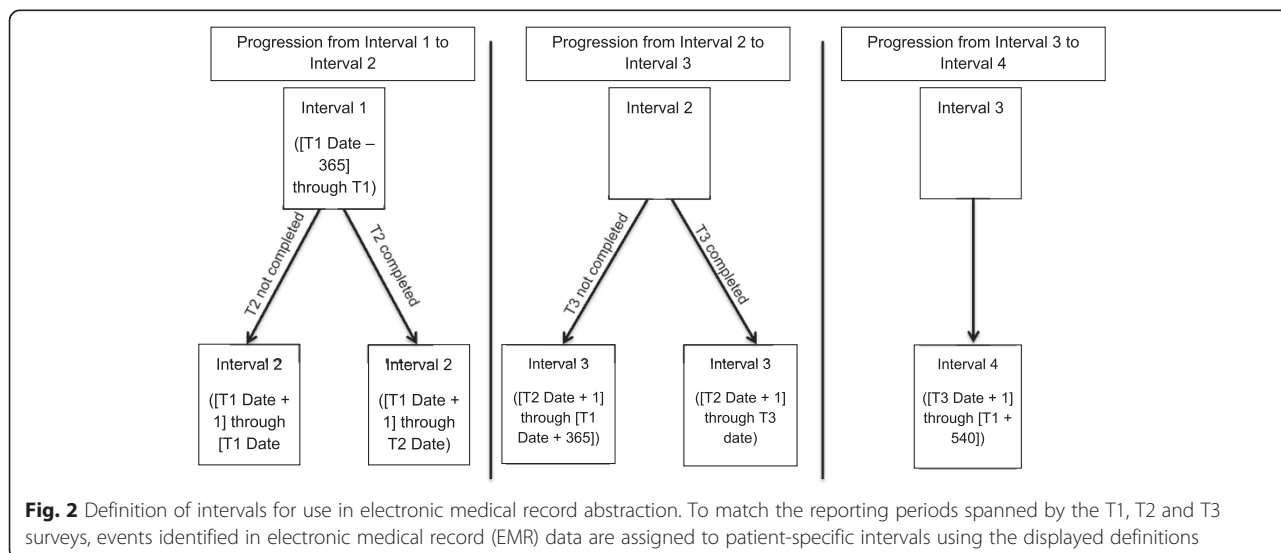 Progression from Interval 1 to
Interval 2
Interval 1
([T1 Date –
365]
through T1)
T2 not completed
T2 completed
Interval 2
([T1 Date +
1] through
[T1 Date
Interval 2
([T1 Date +
1] through
T2 Date)
Progression from Interval 2 to
Interval 3
Interval 2
T3 not completed
T3 completed
Interval 3
([T2 Date + 1]
through [T1
Date + 365])
Interval 3
([T2 Date + 1]
through T3
date)
Progression from Interval 3 to
Interval 4
Interval 3
Interval 4
([T3 Date + 1]
through [T1 +
540])
Fig. 2 Definition of intervals for use in electronic medical record abstraction. To match the reporting periods spanned by the T1, T2 and T3
surveys, events identified in electronic medical record (EMR) data are assigned to patient-specific intervals using the displayed definitions